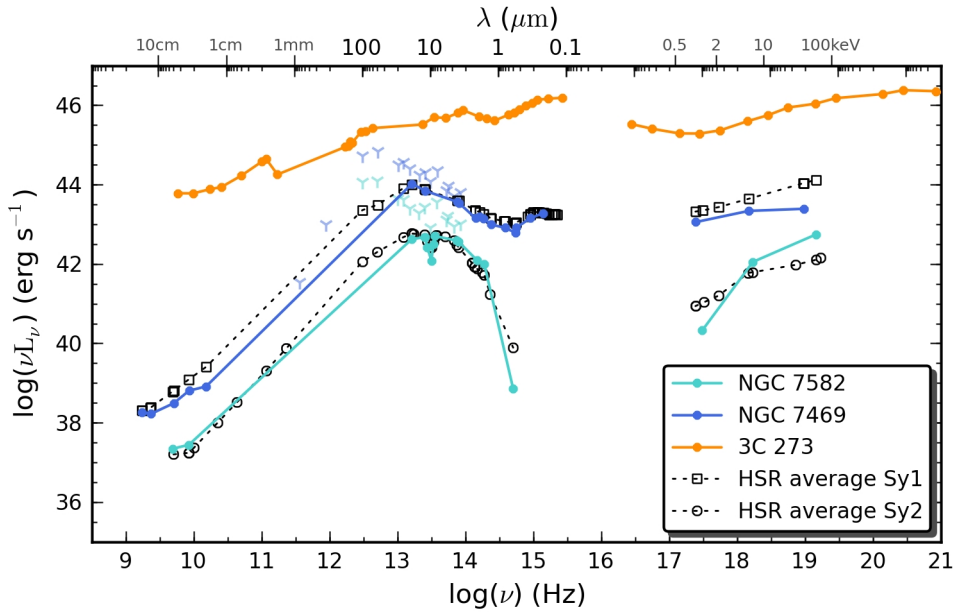 λ (μm)
10cm 1cm 1mm 100 10 1 0.1 0.5 2 10 100keV
46
44
42
40
38
36
log(νLν) (erg s⁻¹)
NGC 7582
NGC 7469
3C 273
HSR average Sy1
HSR average Sy2
9 10 11 12 13 14 15 16 17 18 19 20 21
log(ν) (Hz)